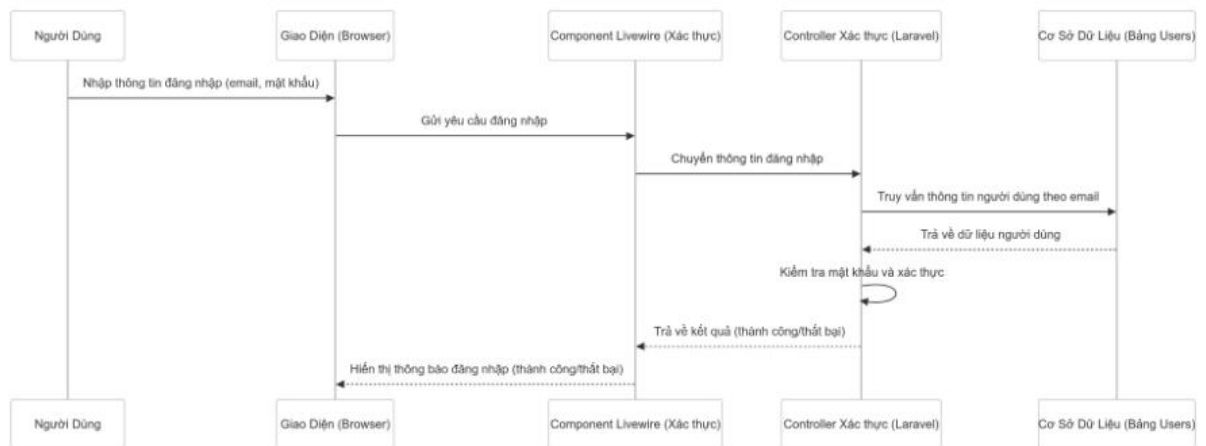 Người Dùng
Giao Diện (Browser)
Component Livewire (Xác thực)
Controller Xác thực (Laravel)
Cơ Sở Dữ Liệu (Bảng Users)
Nhập thông tin đăng nhập (email, mật khẩu)
Gửi yêu cầu đăng nhập
Chuyển thông tin đăng nhập
Truy vấn thông tin người dùng theo email
Trả về dữ liệu người dùng
Kiểm tra mật khẩu và xác thực
Trả về kết quả (thành công/thất bại)
Hiển thị thông báo đăng nhập (thành công/thất bại)
Người Dùng
Giao Diện (Browser)
Component Livewire (Xác thực)
Controller Xác thực (Laravel)
Cơ Sở Dữ Liệu (Bảng Users)